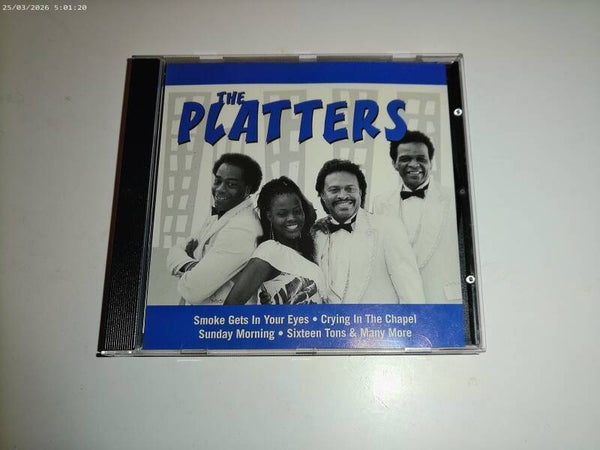 25/03/2026 5:01:20
THE
PLATTERS
Smoke Gets In Your Eyes • Crying In The Chapel
Sunday Morning • Sixteen Tons & Many More